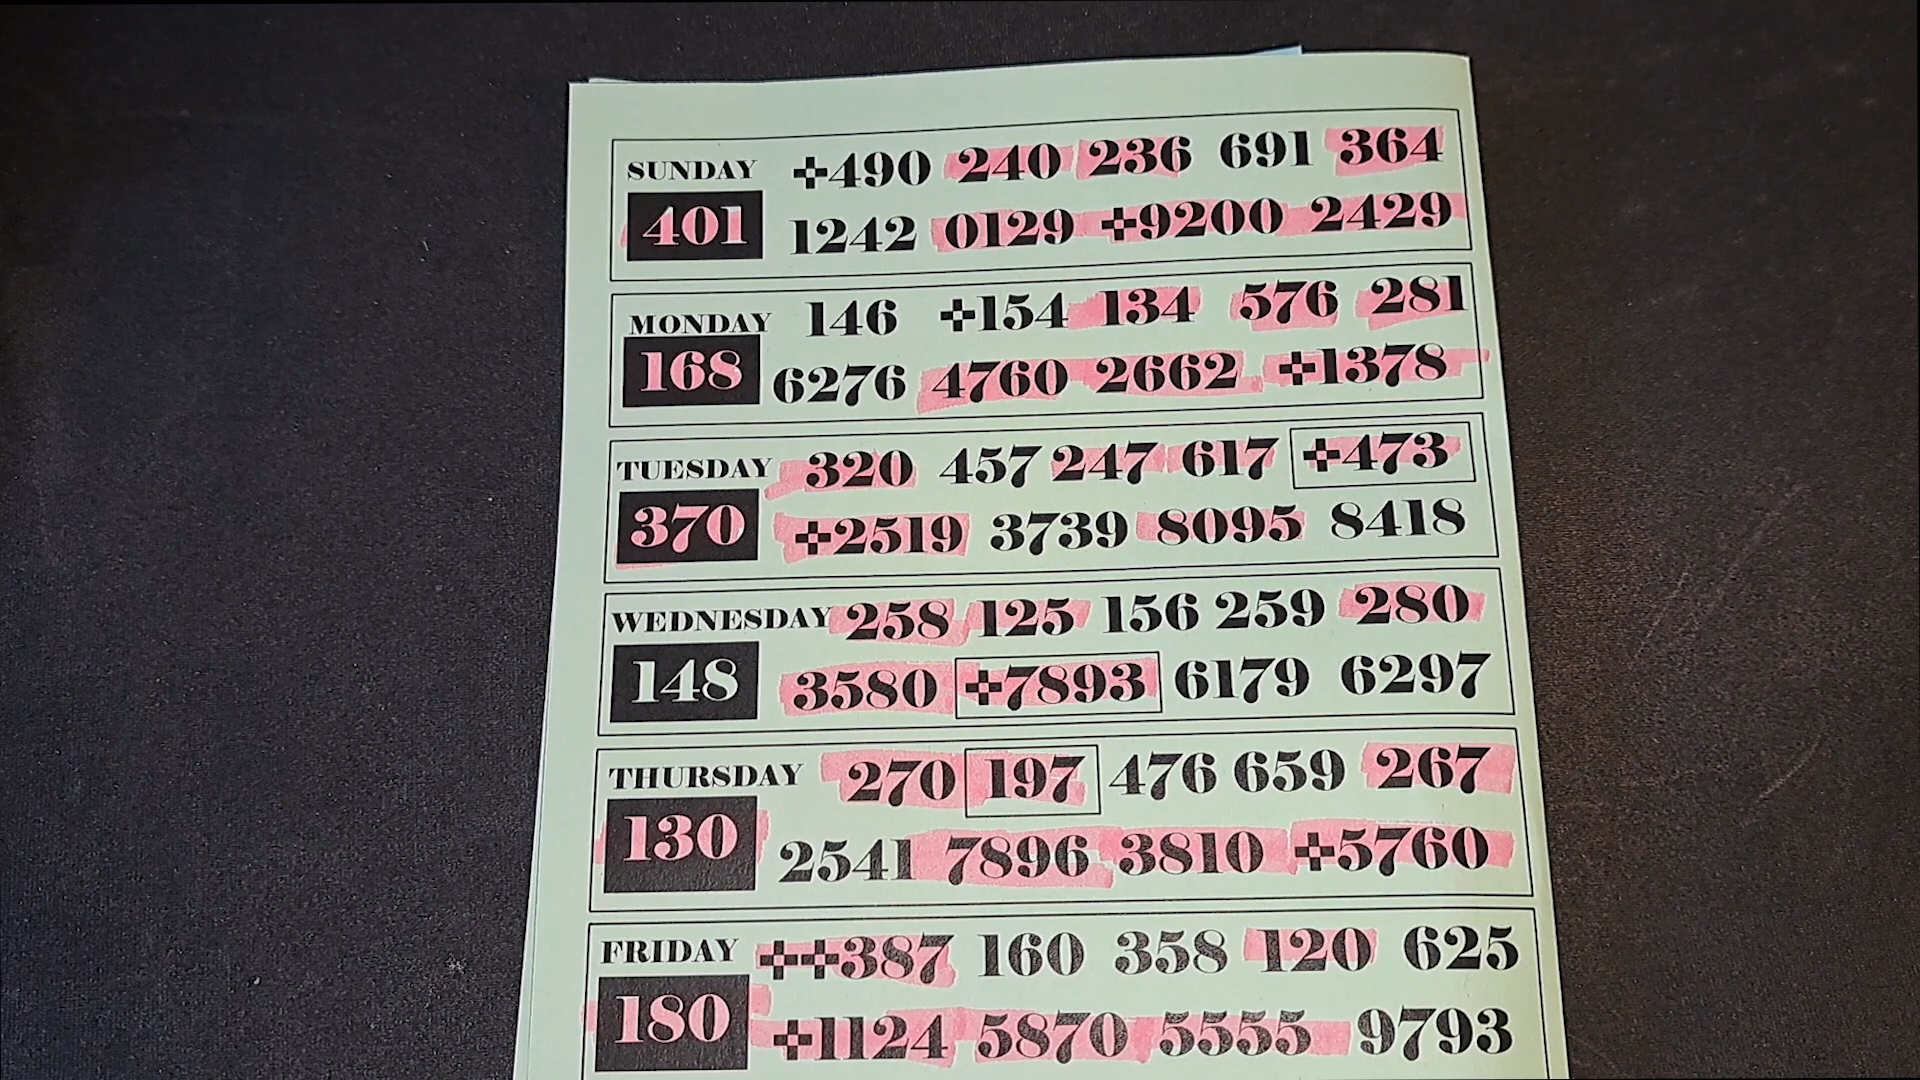 SUNDAY ✢490 240 236 691 364
401 1242 0129 ✢9200 2429
MONDAY 146 ✢154 134 576 281
168 6276 4760 2662 ✢1378
TUESDAY 320 457 247 617 ✢473
370 ✢2519 3739 8095 8418
WEDNESDAY 258 125 156 259 280
148 3580 ✢7893 6179 6297
THURSDAY 270 197 476 659 267
130 2541 7896 3810 ✢5760
FRIDAY ✢✢387 160 358 120 625
180 ✢1124 5870 5555 9793